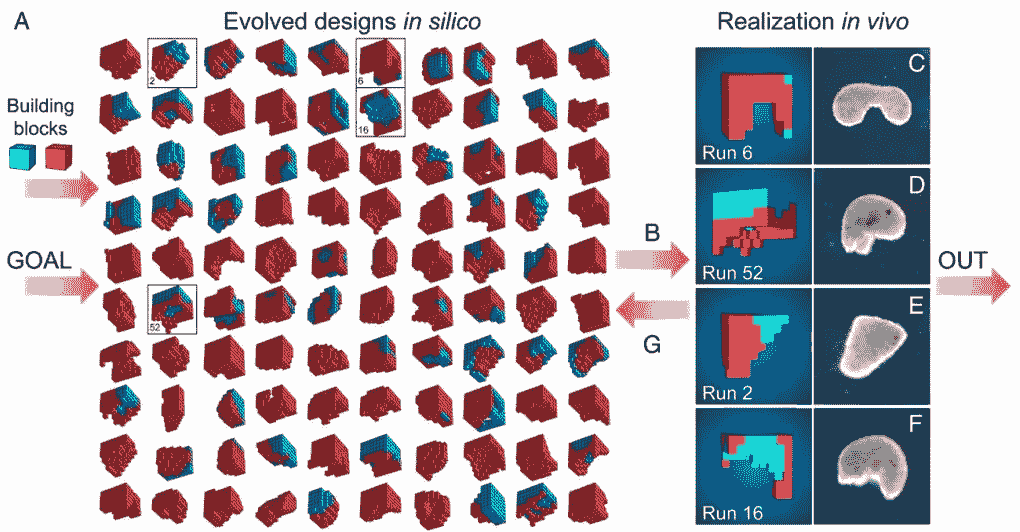 A
Evolved designs in silico
Realization in vivo
Building
blocks
GOAL
2
6
16
52
B
G
OUT
Run 6
C
Run 52
D
Run 2
E
Run 16
F